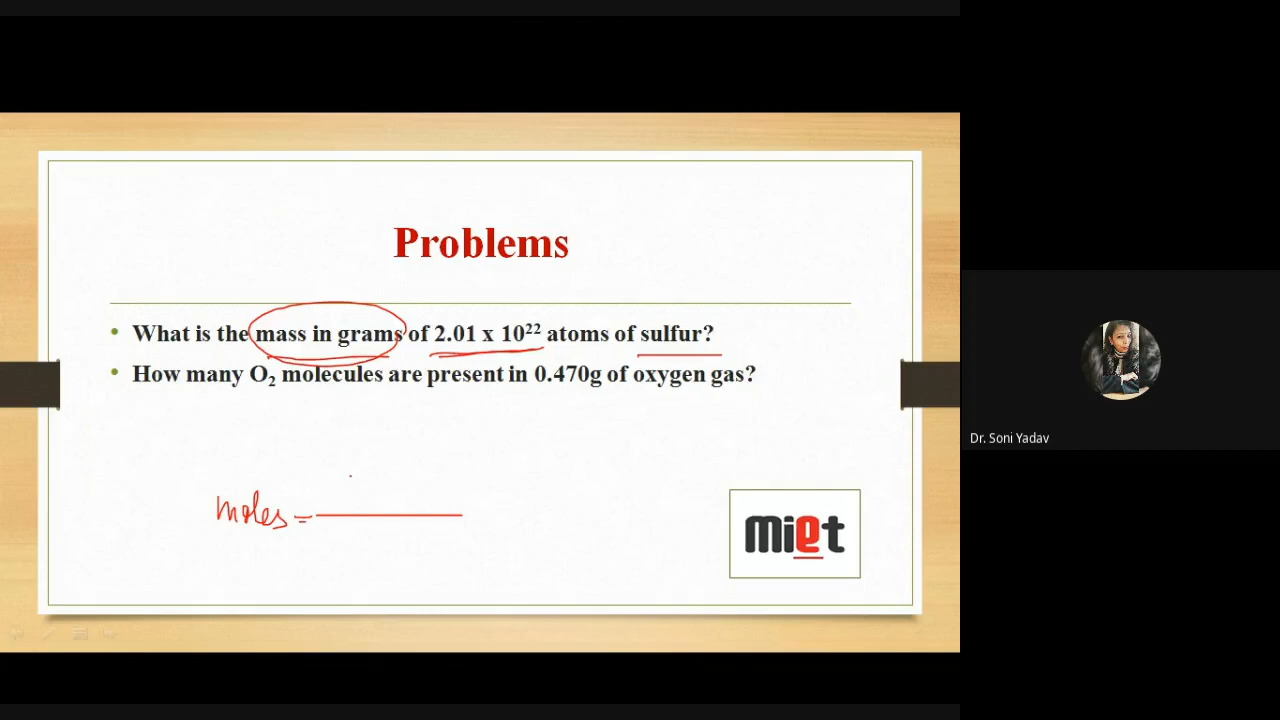 Problems
• What is the mass in grams of 2.01 x 10²² atoms of sulfur?
• How many O₂ molecules are present in 0.470g of oxygen gas?
moles =
miet
Dr. Soni Yadav